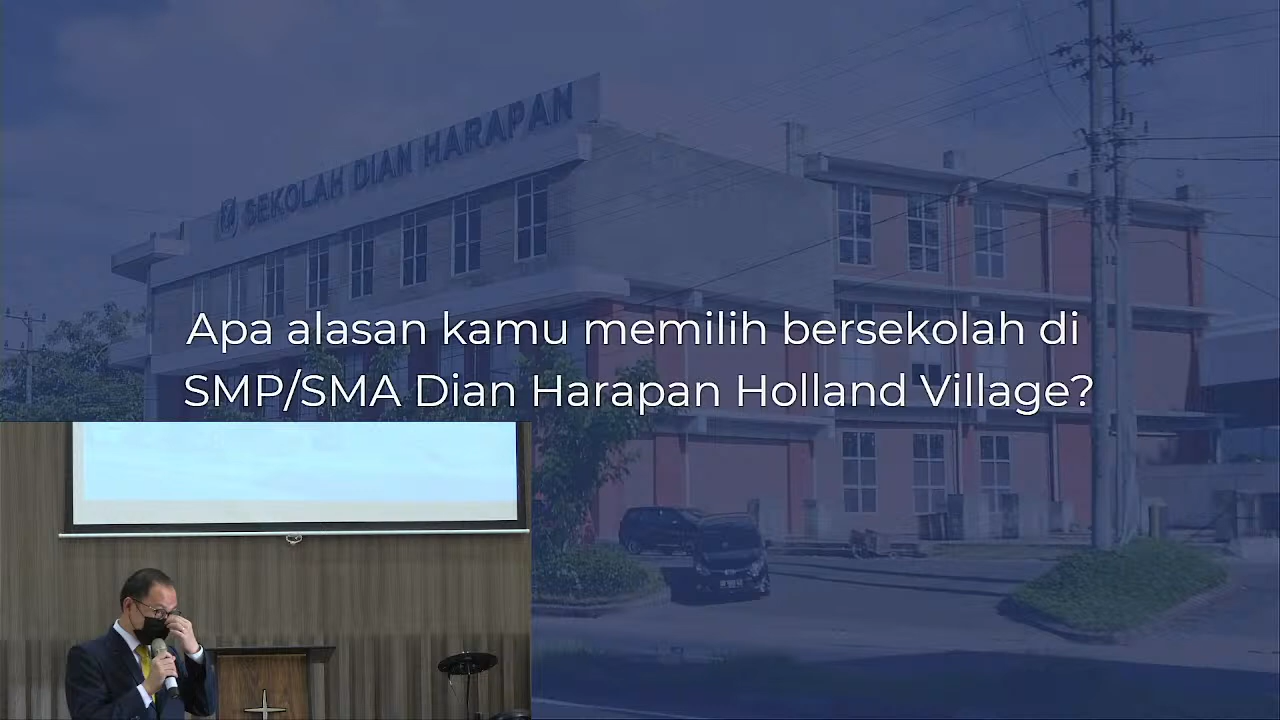 SEKOLAH DIAN HARAPAN
Apa alasan kamu memilih bersekolah di
SMP/SMA Dian Harapan Holland Village?